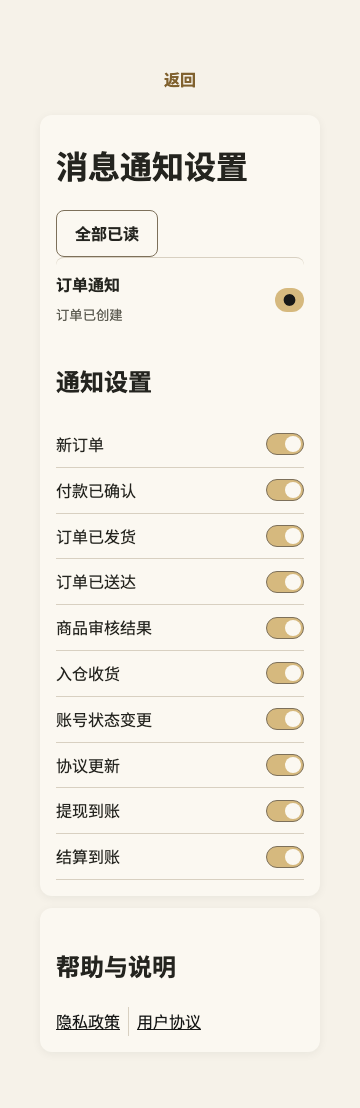 返回
消息通知设置
全部已读
订单通知
订单已创建
通知设置
新订单
付款已确认
订单已发货
订单已送达
商品审核结果
入仓收货
账号状态变更
协议更新
提现到账
结算到账
帮助与说明
隐私政策 用户协议